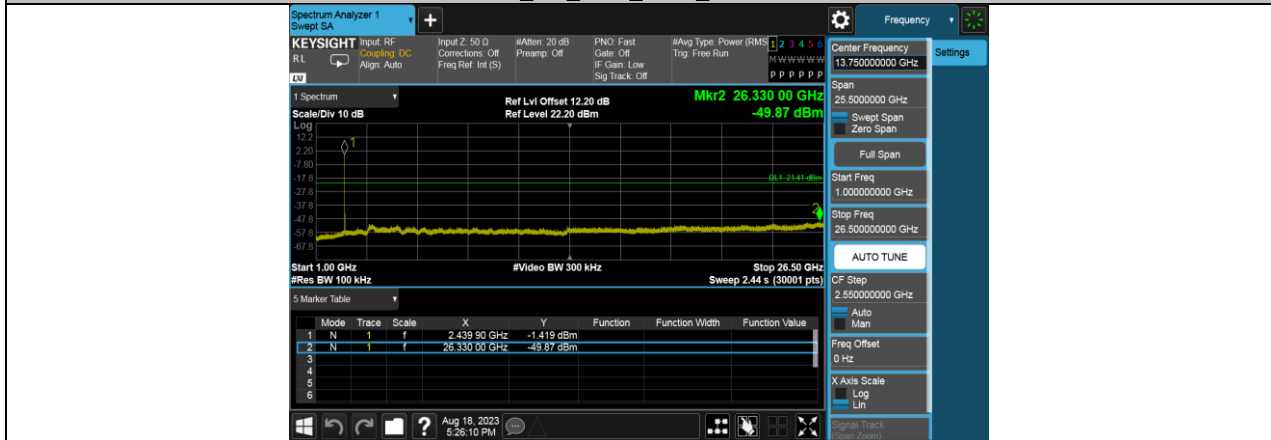 Spectrum Analyzer 1
Swept SA
+
Frequency
KEYSIGHT
RL
LXI
Input: RF
Coupling: DC
Align: Auto
Input Z: 50 Ω
Corrections: Off
Freq Ref: Int (S)
#Atten: 20 dB
Preamp: Off
PNO: Fast
Gate: Off
IF Gain: Low
Sig Track: Off
#Avg Type: Power (RMS
Trig: Free Run
1 2 3 4 5 6
M W W W W W
P P P P P P
1 Spectrum
Scale/Div 10 dB
Ref Lvl Offset 12.20 dB
Ref Level 22.20 dBm
Mkr2 26.330 00 GHz
-49.87 dBm
Log
12.2
2.20
-7.80
-17.8
-27.8
-37.8
-47.8
-57.8
-67.8
1
DL1 -21.41 dBm
2
Start 1.00 GHz
#Res BW 100 kHz
#Video BW 300 kHz
Stop 26.50 GHz
Sweep 2.44 s (30001 pts)
5 Marker Table
Mode Trace Scale X Y Function Function Width Function Value
1 N 1 f 2.439 90 GHz -1.419 dBm
2 N 1 f 26.330 00 GHz -49.87 dBm
3
4
5
6
Aug 18, 2023
5:26:10 PM
Center Frequency
13.750000000 GHz
Settings
Span
25.5000000 GHz
Swept Span
Zero Span
Full Span
Start Freq
1.000000000 GHz
Stop Freq
26.500000000 GHz
AUTO TUNE
CF Step
2.550000000 GHz
Auto
Man
Freq Offset
0 Hz
X Axis Scale
Log
Lin
Signal Track
(Span Zoom)